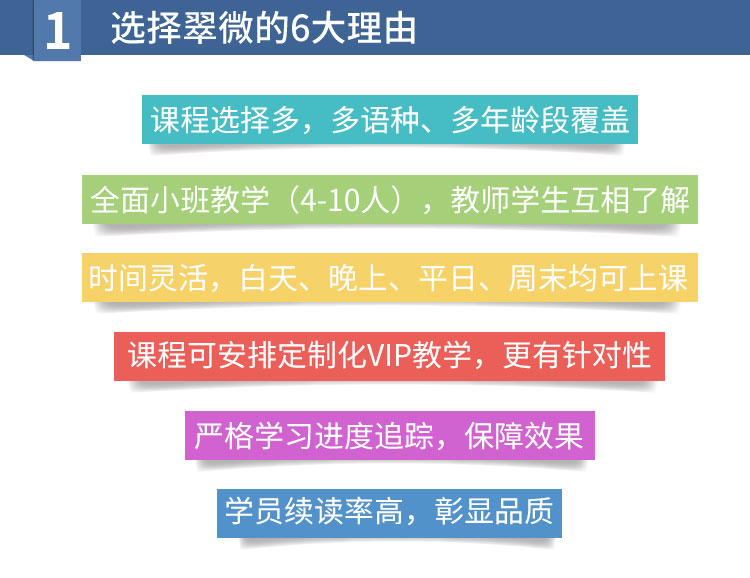 1
选择翠微的6大理由
课程选择多，多语种、多年龄段覆盖
全面小班教学（4-10人），教师学生互相了解
时间灵活，白天、晚上、平日、周末均可上课
课程可安排定制化VIP教学，更有针对性
严格学习进度追踪，保障效果
学员续读率高，彰显品质